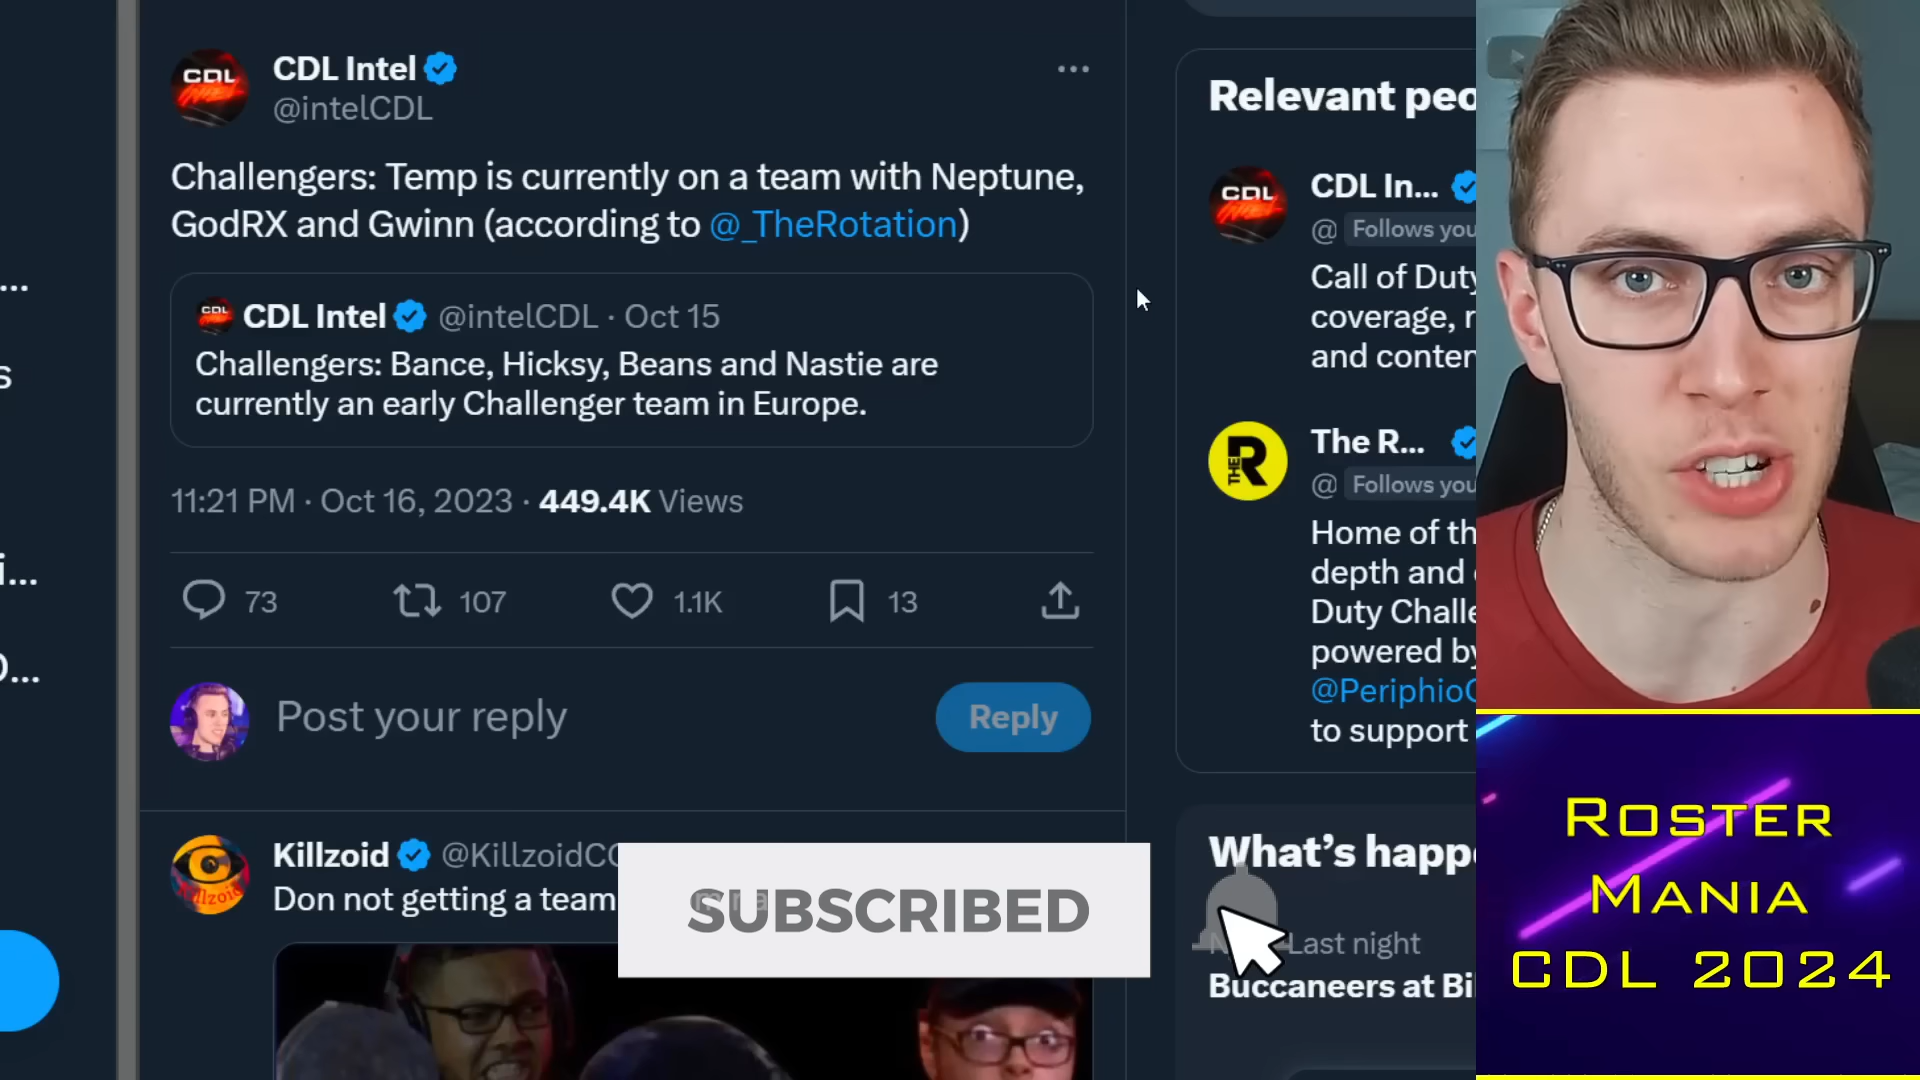 CDL Intel
@intelCDL
Challengers: Temp is currently on a team with Neptune,
GodRX and Gwinn (according to @_TheRotation)
CDL Intel @intelCDL · Oct 15
Challengers: Bance, Hicksy, Beans and Nastie are
currently an early Challenger team in Europe.
11:21 PM · Oct 16, 2023 · 449.4K Views
73 107 1.1K 13
Post your reply
Reply
Killzoid @KillzoidCO
Don not getting a team
SUBSCRIBED
Relevant peo
CDL In...
@ Follows you
Call of Duty
coverage, r
and conten
The R...
@ Follows you
Home of th
depth and
Duty Challe
powered by
@PeriphioC
to support
What's happe
Last night
Buccaneers at Bil
ROSTER
MANIA
CDL 2024